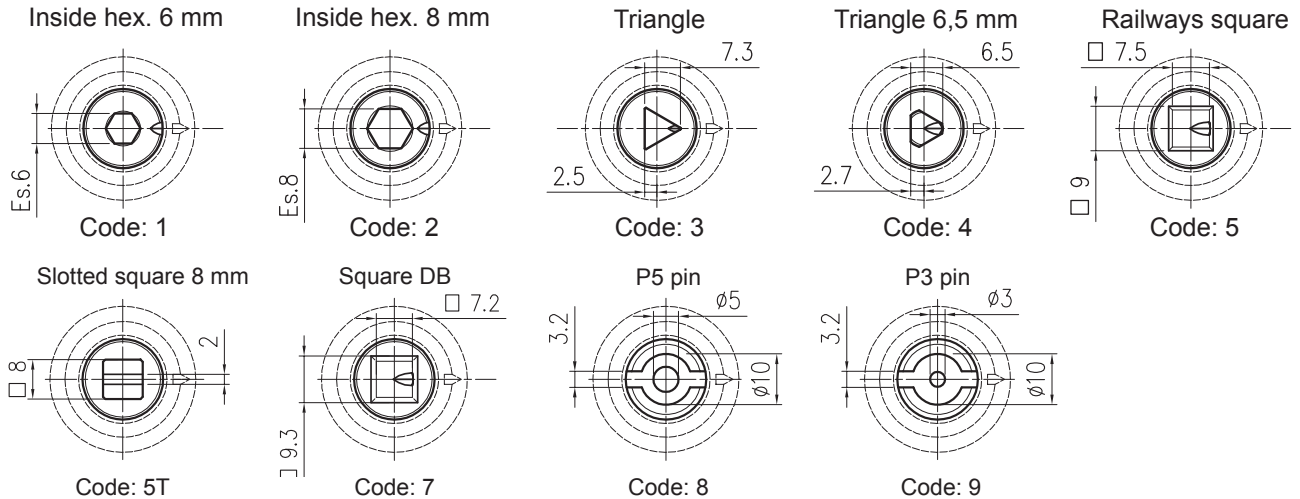 Inside hex. 6 mm
Es.6
Code: 1
Inside hex. 8 mm
Es.8
Code: 2
Triangle
7.3
2.5
Code: 3
Triangle 6,5 mm
6.5
2.7
Code: 4
Railways square
□ 7.5
□ 9
Code: 5
Slotted square 8 mm
□ 8
2
Code: 5T
Square DB
□ 7.2
□ 9.3
Code: 7
P5 pin
3.2
ø5
ø10
Code: 8
P3 pin
3.2
ø3
ø10
Code: 9